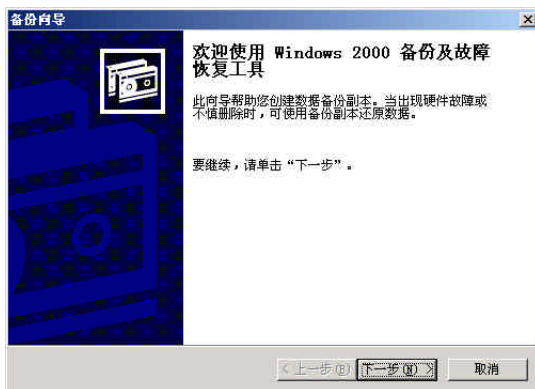 备份向导
欢迎使用 Windows 2000 备份及故障
恢复工具
此向导帮助您创建数据备份副本。当出现硬件故障或
不慎删除时，可使用备份副本还原数据。
要继续，请单击“下一步”。
<上一步(B) 下一步(N)> 取消